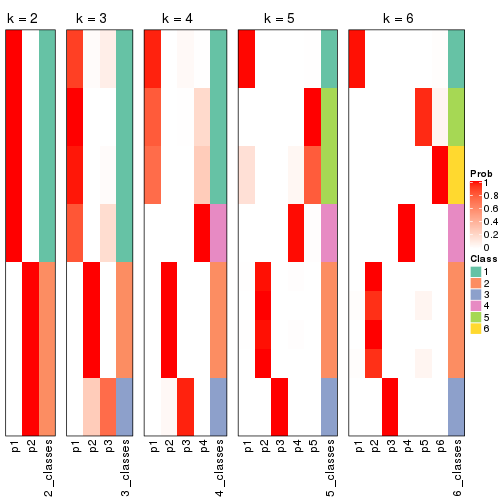 k = 2
k = 3
k = 4
k = 5
k = 6
Prob
1
0.8
0.6
0.4
0.2
0
Class
1
2
3
4
5
6
p1
p2
2_classes
p1
p2
p3
3_classes
p1
p2
p3
p4
4_classes
p1
p2
p3
p4
p5
5_classes
p1
p2
p3
p4
p5
p6
6_classes